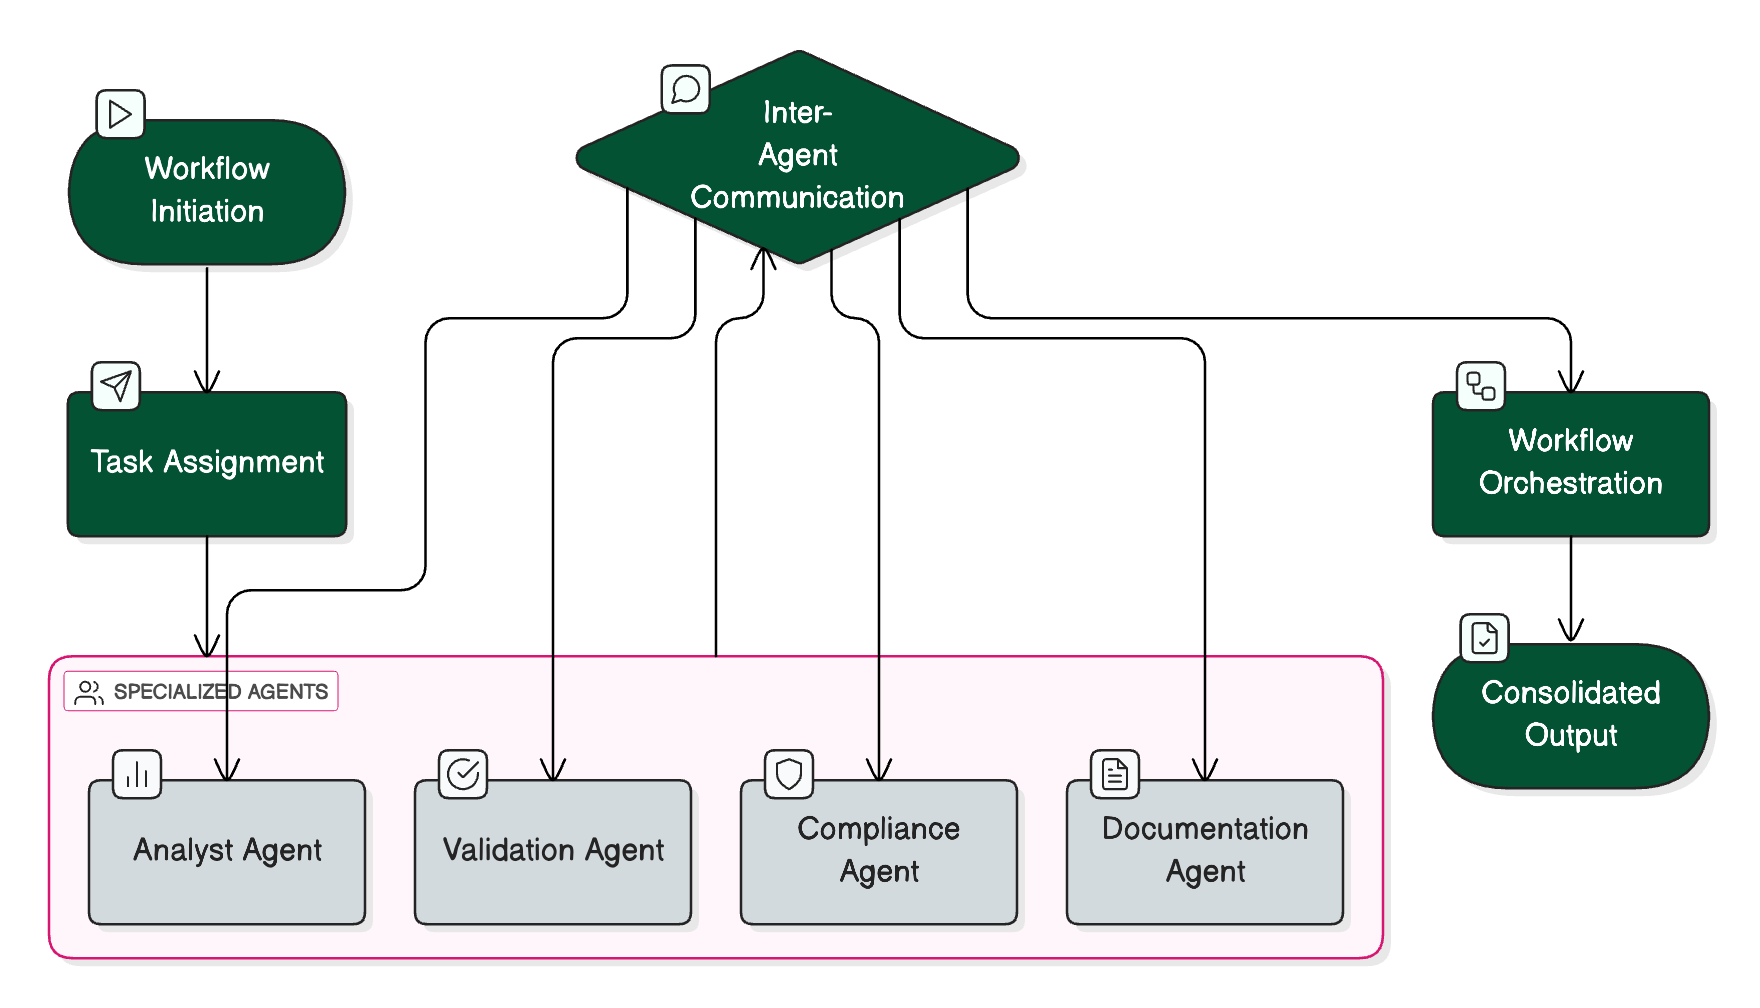 Workflow
Initiation
Inter-
Agent
Communication
Task Assignment
Workflow
Orchestration
SPECIALIZED AGENTS
Analyst Agent
Validation Agent
Compliance
Agent
Documentation
Agent
Consolidated
Output